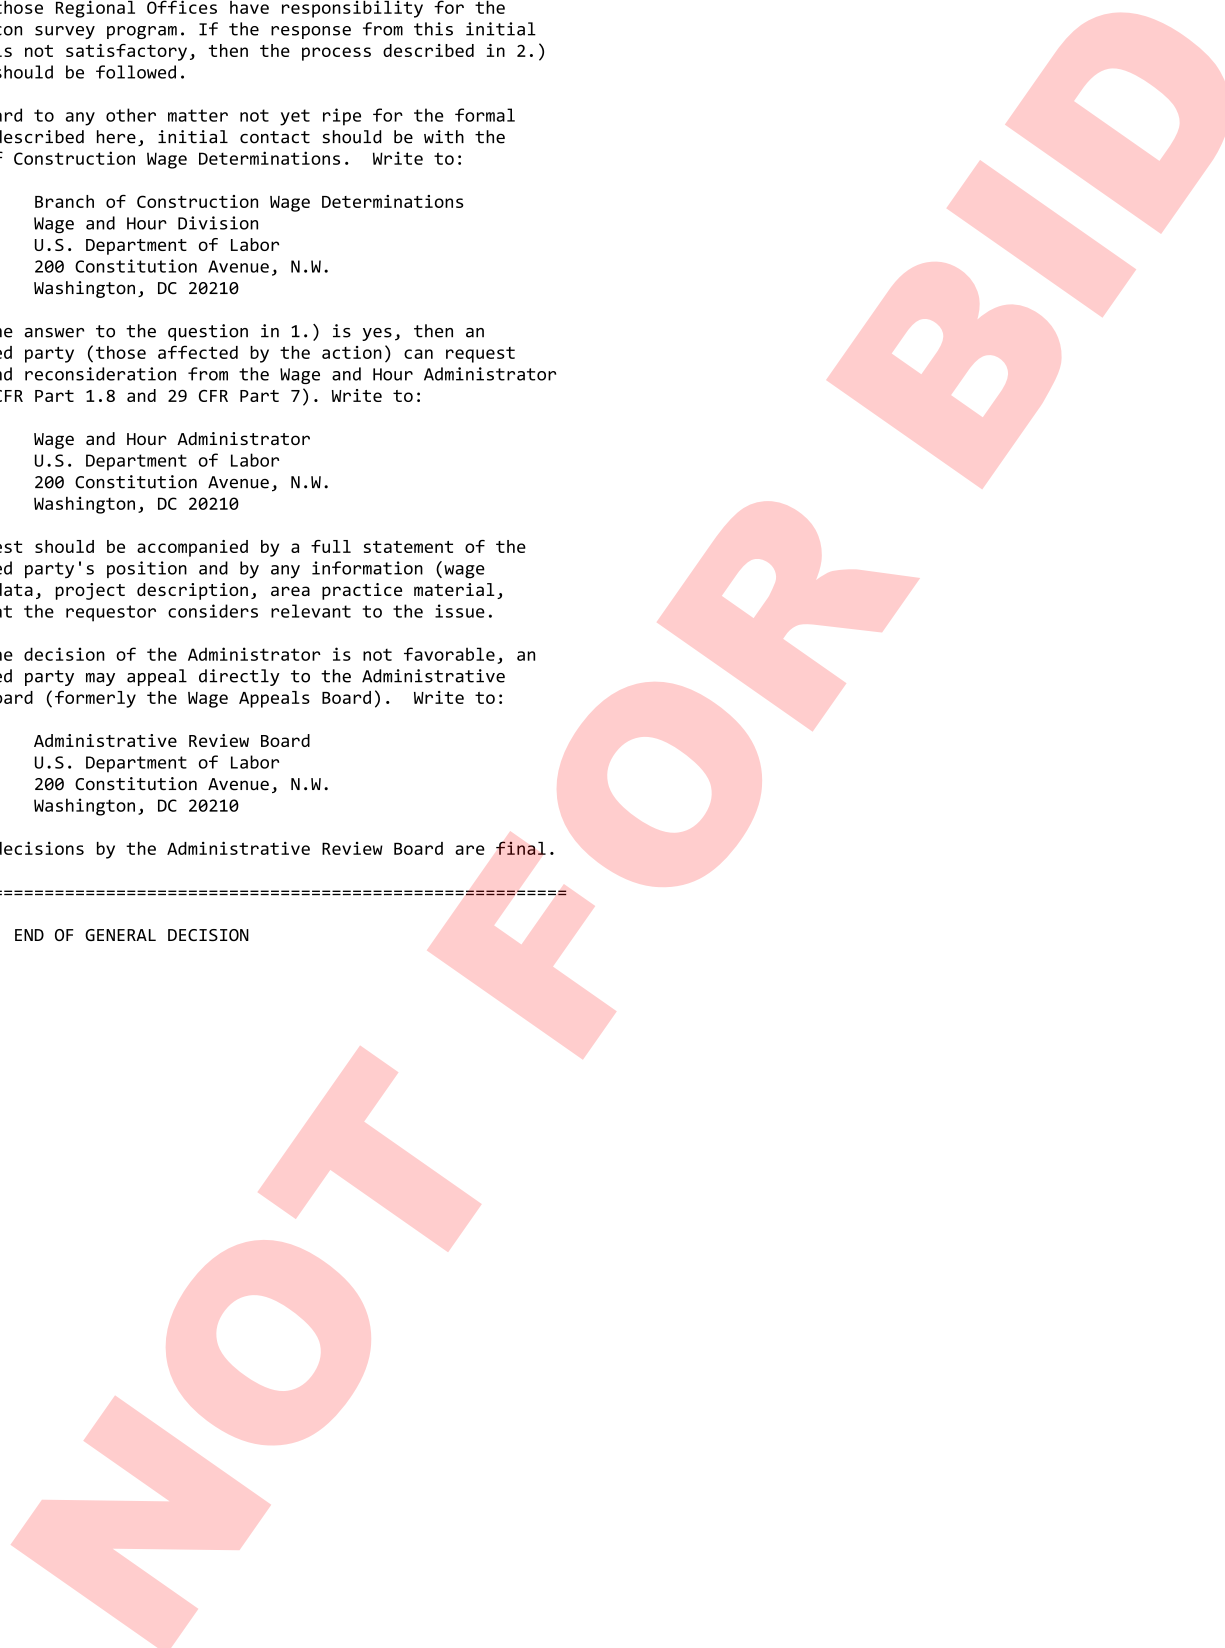 those Regional Offices have responsibility for the
con survey program. If the response from this initial
is not satisfactory, then the process described in 2.)
should be followed.
ard to any other matter not yet ripe for the formal
described here, initial contact should be with the
f Construction Wage Determinations.  Write to:
Branch of Construction Wage Determinations
Wage and Hour Division
U.S. Department of Labor
200 Constitution Avenue, N.W.
Washington, DC 20210
he answer to the question in 1.) is yes, then an
ed party (those affected by the action) can request
nd reconsideration from the Wage and Hour Administrator
CFR Part 1.8 and 29 CFR Part 7). Write to:
Wage and Hour Administrator
U.S. Department of Labor
200 Constitution Avenue, N.W.
Washington, DC 20210
est should be accompanied by a full statement of the
ed party's position and by any information (wage
data, project description, area practice material,
at the requestor considers relevant to the issue.
he decision of the Administrator is not favorable, an
ed party may appeal directly to the Administrative
oard (formerly the Wage Appeals Board).  Write to:
Administrative Review Board
U.S. Department of Labor
200 Constitution Avenue, N.W.
Washington, DC 20210
decisions by the Administrative Review Board are final.
========================================================
END OF GENERAL DECISION
NOT FOR BID